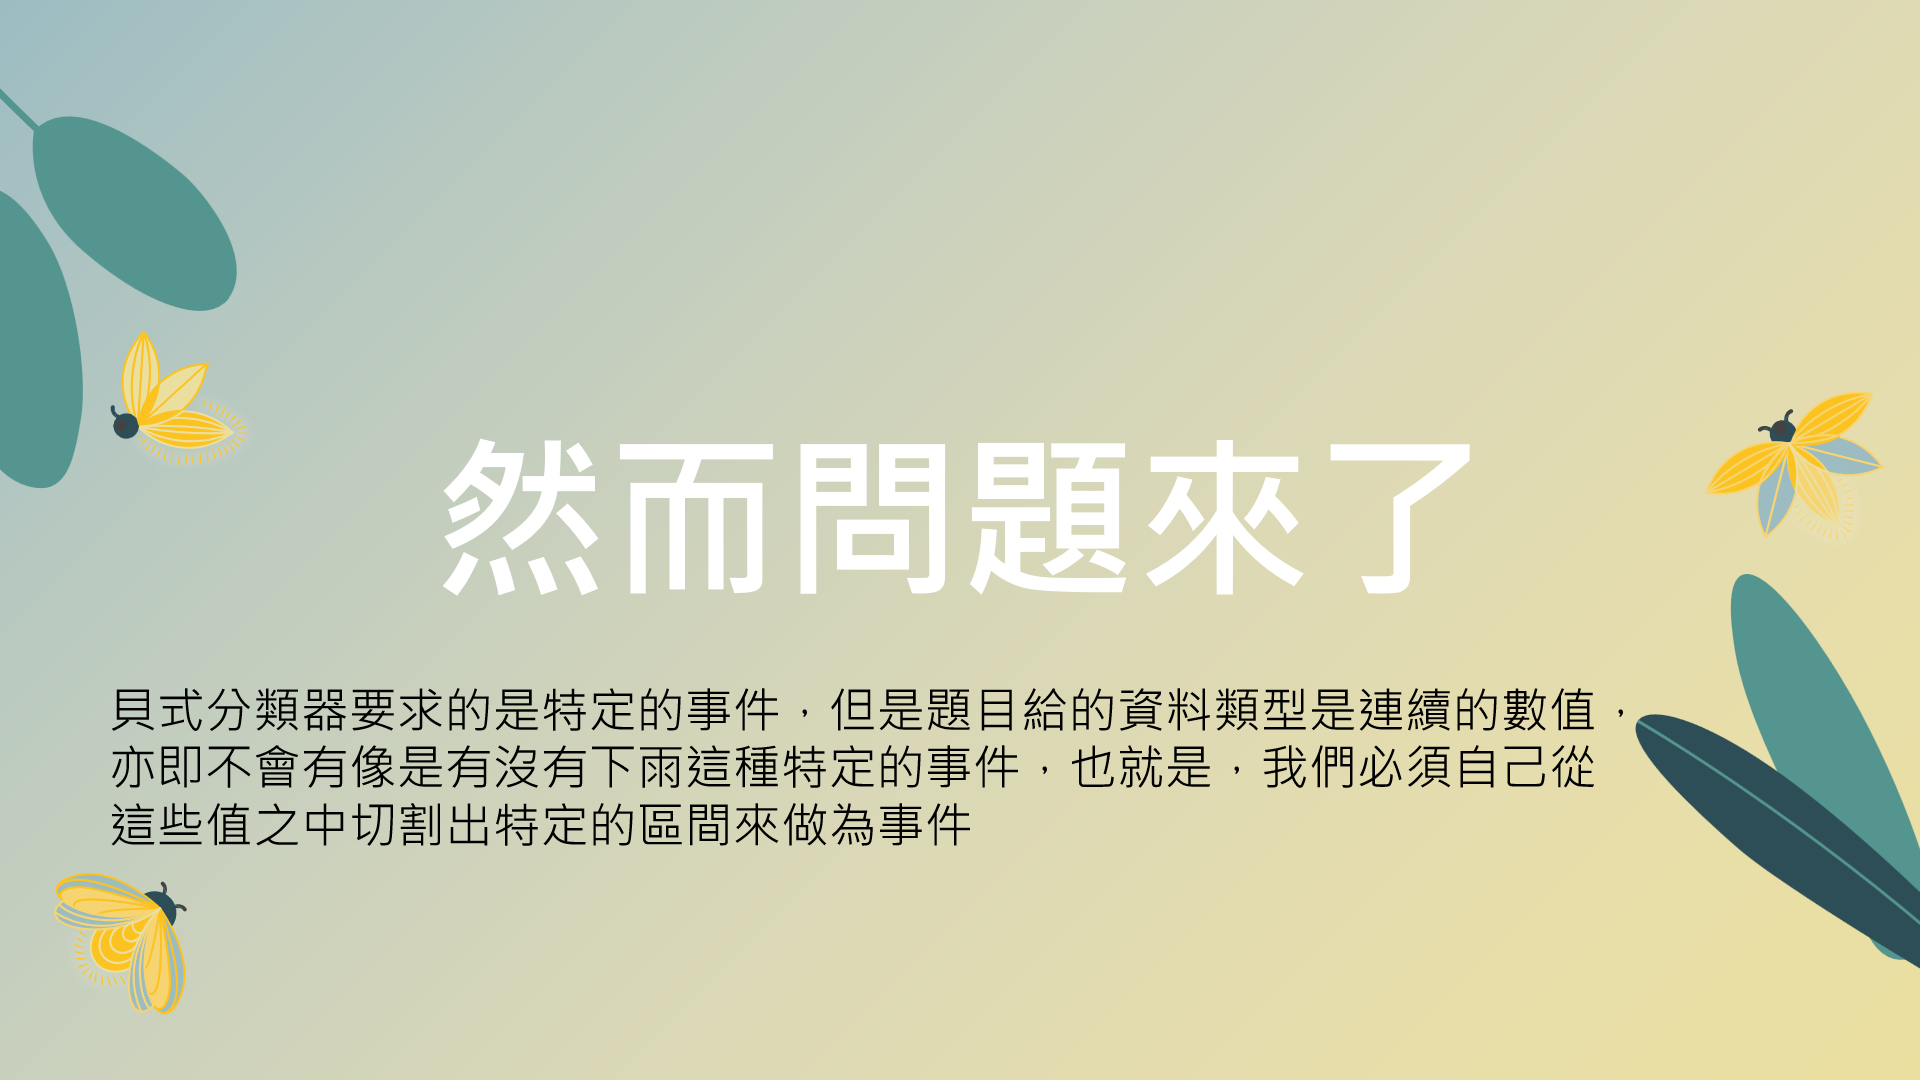 然而問題來了
貝式分類器要求的是特定的事件，但是題目給的資料類型是連續的數值，
亦即不會有像是有沒有下雨這種特定的事件，也就是，我們必須自己從
這些值之中切割出特定的區間來做為事件